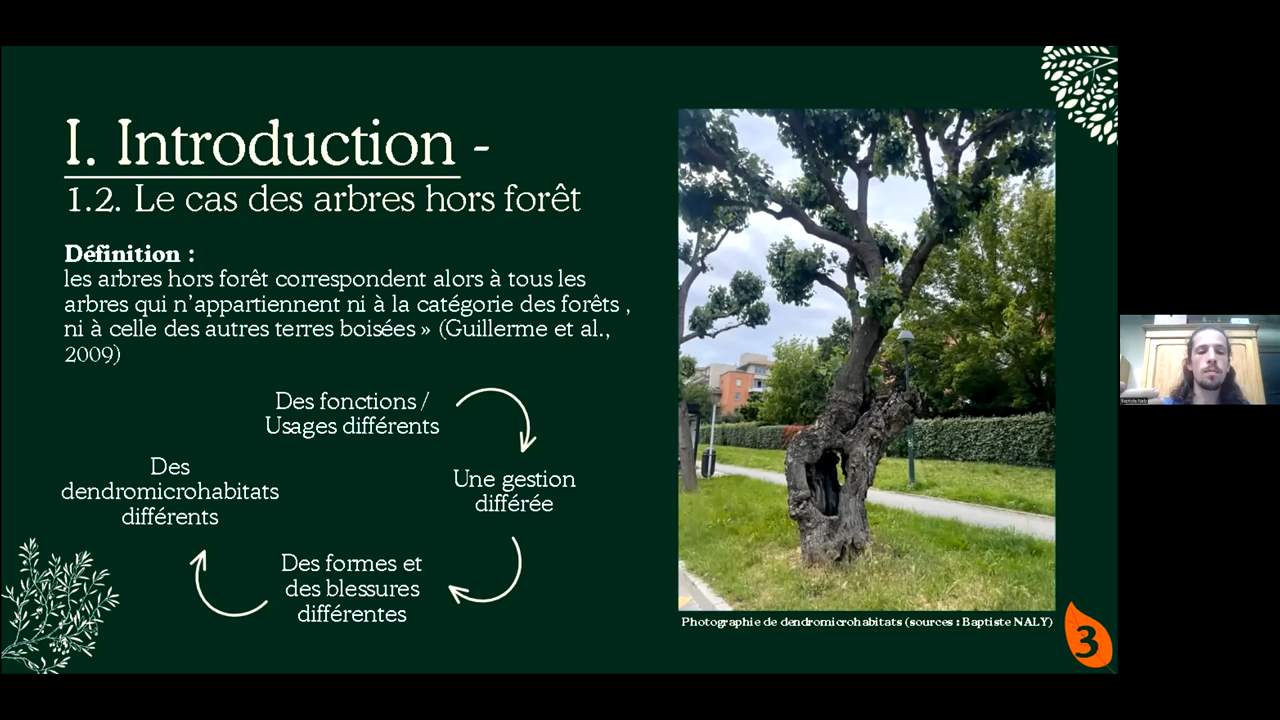 I. Introduction -
1.2. Le cas des arbres hors forêt
Définition :
les arbres hors forêt correspondent alors à tous les
arbres qui n’appartiennent ni à la catégorie des forêts ,
ni à celle des autres terres boisées » (Guillerme et al.,
2009)
Des fonctions /
Usages différents
Une gestion
différée
Des formes et
des blessures
différentes
Des
dendromicrohabitats
différents
Photographie de dendromicrohabitats (sources : Baptiste NALY)
3
Baptiste Naly